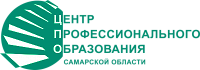 ЦЕНТР
ПРОФЕССИОНАЛЬНОГО
ОБРАЗОВАНИЯ
САМАРСКОЙ ОБЛАСТИ